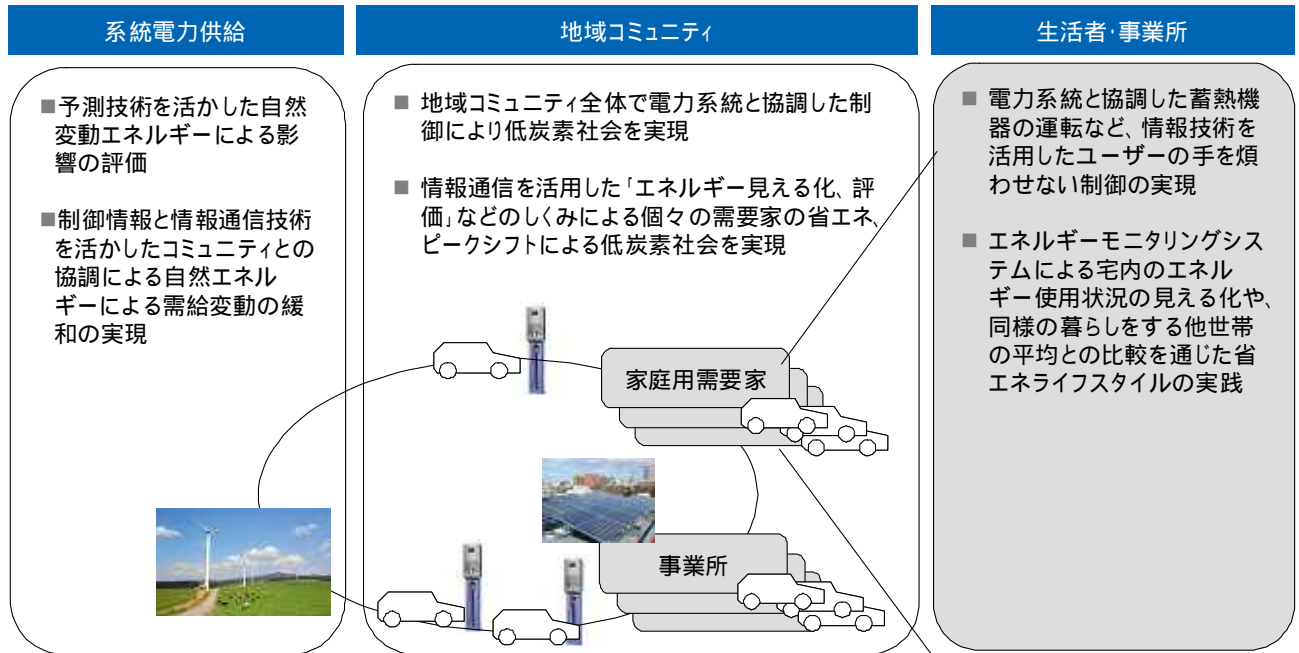 系統電力供給
■予測技術を活かした自然
変動エネルギーによる影
響の評価
■制御情報と情報通信技術
を活かしたコミュニティとの
協調による自然エネル
ギーによる需給変動の緩
和の実現
地域コミュニティ
■ 地域コミュニティ全体で電力系統と協調した制
御により低炭素社会を実現
■ 情報通信を活用した「エネルギー見える化、評
価」などのしくみによる個々の需要家の省エネ、
ピークシフトによる低炭素社会を実現
家庭用需要家
事業所
生活者・事業所
■ 電力系統と協調した蓄熱機
器の運転など、情報技術を
活用したユーザーの手を煩
わせない制御の実現
■ エネルギーモニタリングシス
テムによる宅内のエネル
ギー使用状況の見える化や、
同様の暮らしをする他世帯
の平均との比較を通じた省
エネライフスタイルの実践